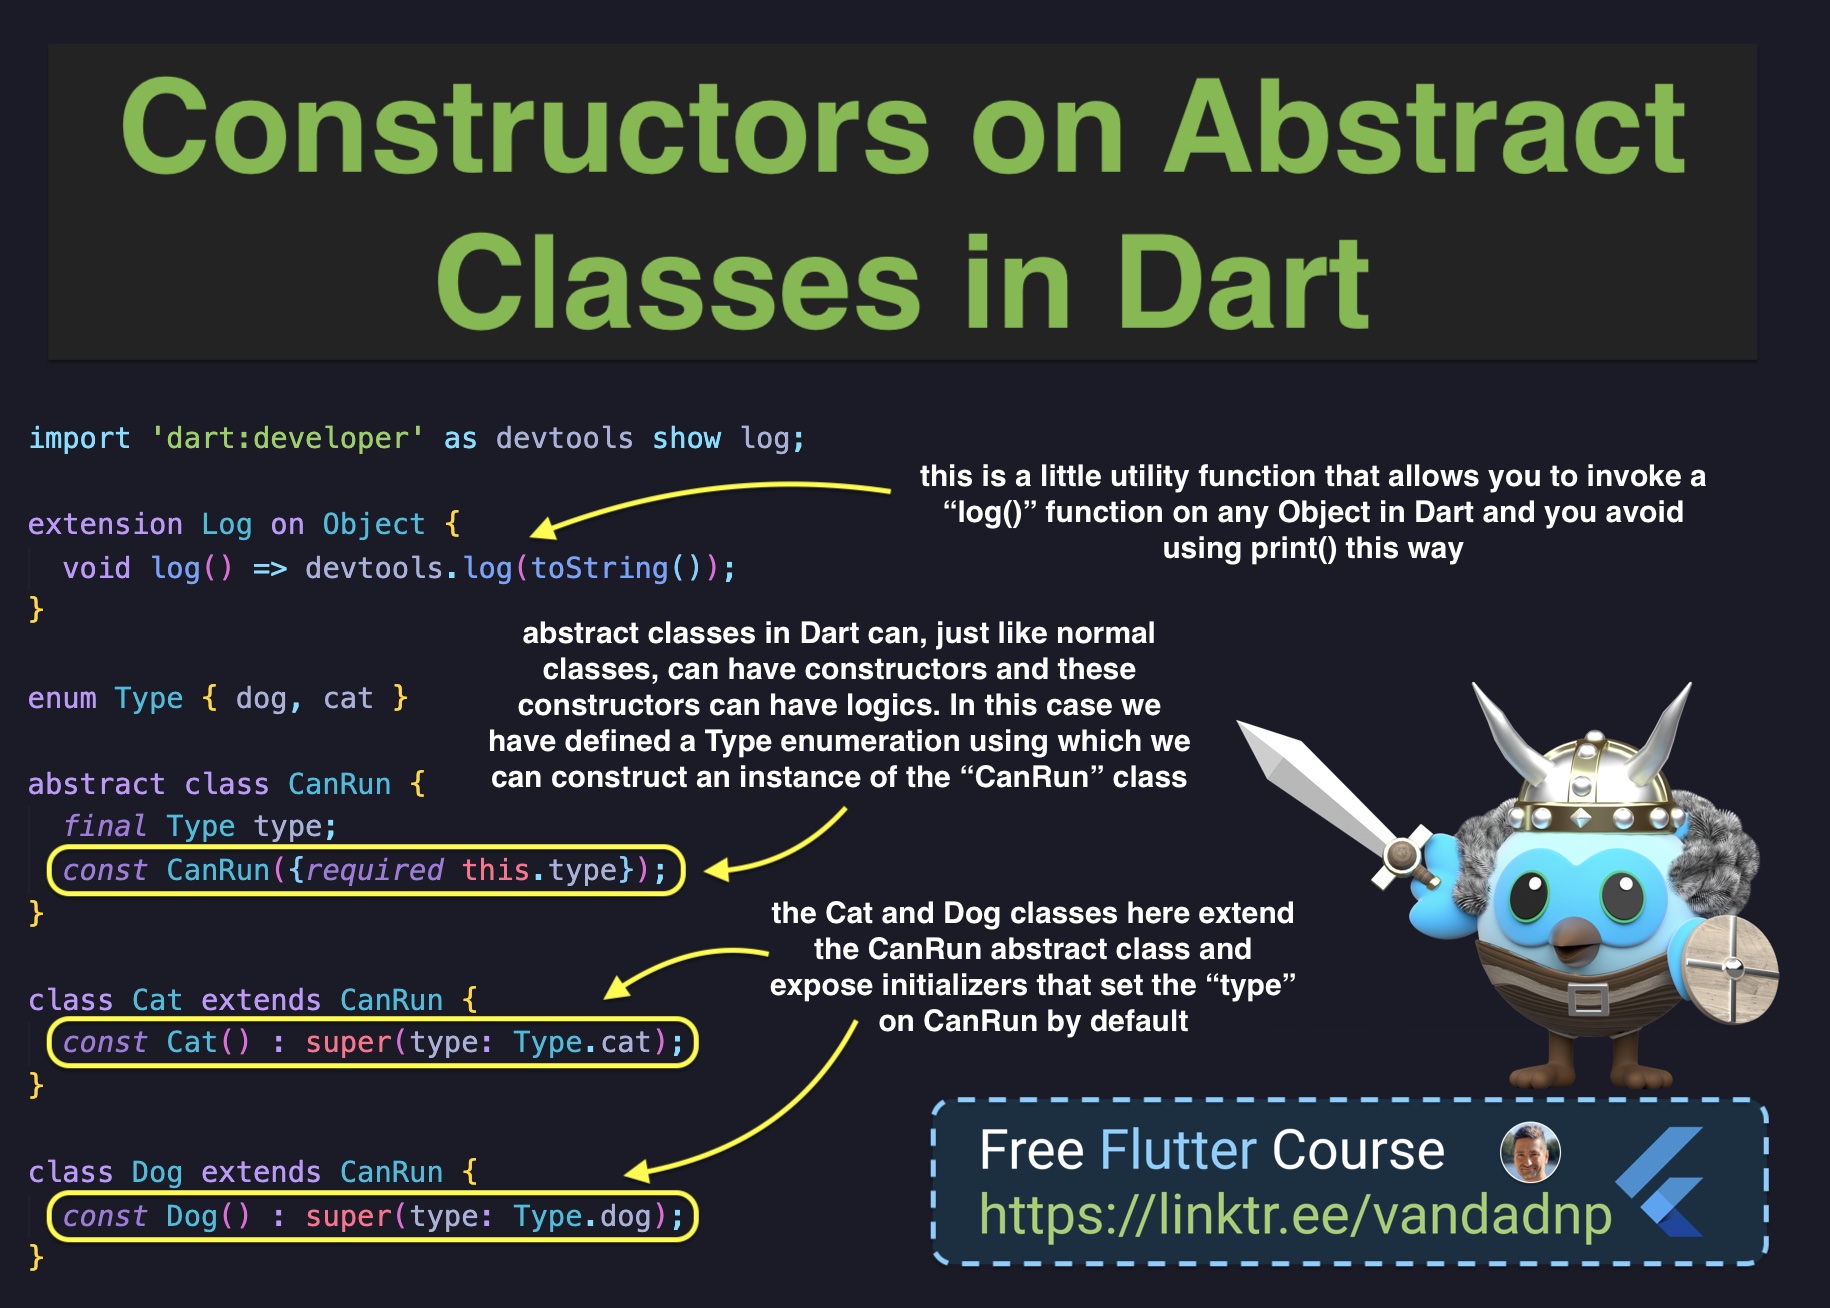 Constructors on Abstract
Classes in Dart
import 'dart:developer' as devtools show log;
this is a little utility function that allows you to invoke a
“log()” function on any Object in Dart and you avoid
using print() this way
extension Log on Object {
void log() => devtools.log(toString());
}
abstract classes in Dart can, just like normal
classes, can have constructors and these
constructors can have logics. In this case we
have defined a Type enumeration using which we
can construct an instance of the “CanRun” class
enum Type { dog, cat }
abstract class CanRun {
final Type type;
const CanRun({required this.type});
}
the Cat and Dog classes here extend
the CanRun abstract class and
expose initializers that set the “type”
on CanRun by default
class Cat extends CanRun {
const Cat() : super(type: Type.cat);
}
class Dog extends CanRun {
const Dog() : super(type: Type.dog);
}
Free Flutter Course
https://linktr.ee/vandadnp